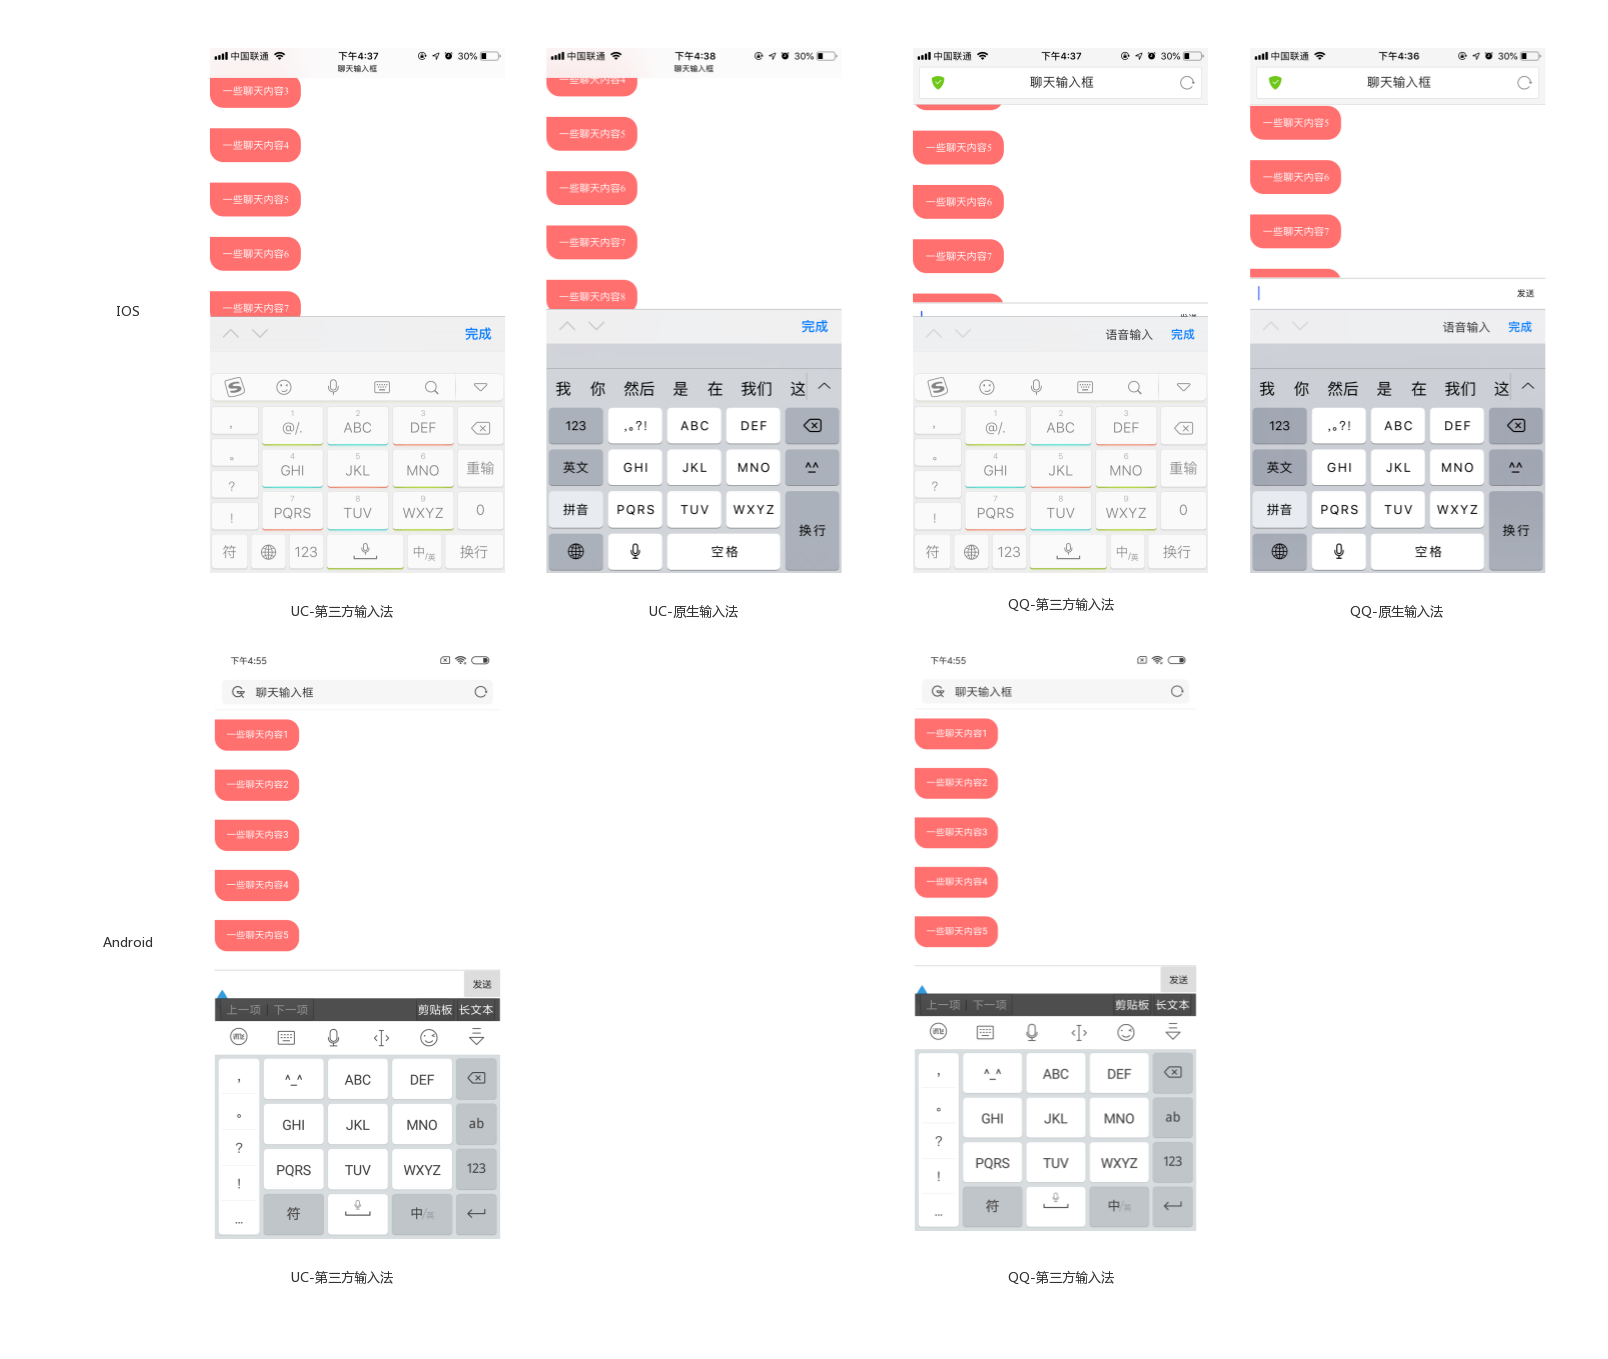 中国联通 下午4:37 30%
聊天输入框
一些聊天内容3
一些聊天内容4
一些聊天内容5
一些聊天内容6
一些聊天内容7
完成
, 1 @/. 2 ABC 3 DEF
。 4 GHI 5 JKL 6 MNO 重输
? 7 PQRS 8 TUV 9 WXYZ 0
!
符 123 中/英 换行
UC-第三方输入法
中国联通 下午4:38 30%
聊天输入框
一些聊天内容4
一些聊天内容5
一些聊天内容6
一些聊天内容7
一些聊天内容8
完成
我 你 然后 是 在 我们 这
123 ,。?! ABC DEF
英文 GHI JKL MNO ^^
拼音 PQRS TUV WXYZ 换行
空格
UC-原生输入法
中国联通 下午4:37 30%
聊天输入框
一些聊天内容5
一些聊天内容6
一些聊天内容7
语音输入 完成
, 1 @/. 2 ABC 3 DEF
。 4 GHI 5 JKL 6 MNO 重输
? 7 PQRS 8 TUV 9 WXYZ 0
!
符 123 中/英 换行
QQ-第三方输入法
中国联通 下午4:36 30%
聊天输入框
一些聊天内容5
一些聊天内容6
一些聊天内容7
发送
语音输入 完成
我 你 然后 是 在 我们 这
123 ,。?! ABC DEF
英文 GHI JKL MNO ^^
拼音 PQRS TUV WXYZ 换行
空格
QQ-原生输入法
IOS
下午4:55
聊天输入框
一些聊天内容1
一些聊天内容2
一些聊天内容3
一些聊天内容4
一些聊天内容5
发送
上一项 下一项 剪贴板 长文本
, ^_^ ABC DEF
。 GHI JKL MNO ab
? PQRS TUV WXYZ 123
!
... 符 中/英
UC-第三方输入法
下午4:55
聊天输入框
一些聊天内容1
一些聊天内容2
一些聊天内容3
一些聊天内容4
一些聊天内容5
发送
上一项 下一项 剪贴板 长文本
, ^_^ ABC DEF
。 GHI JKL MNO ab
? PQRS TUV WXYZ 123
!
... 符 中/英
QQ-第三方输入法
Android